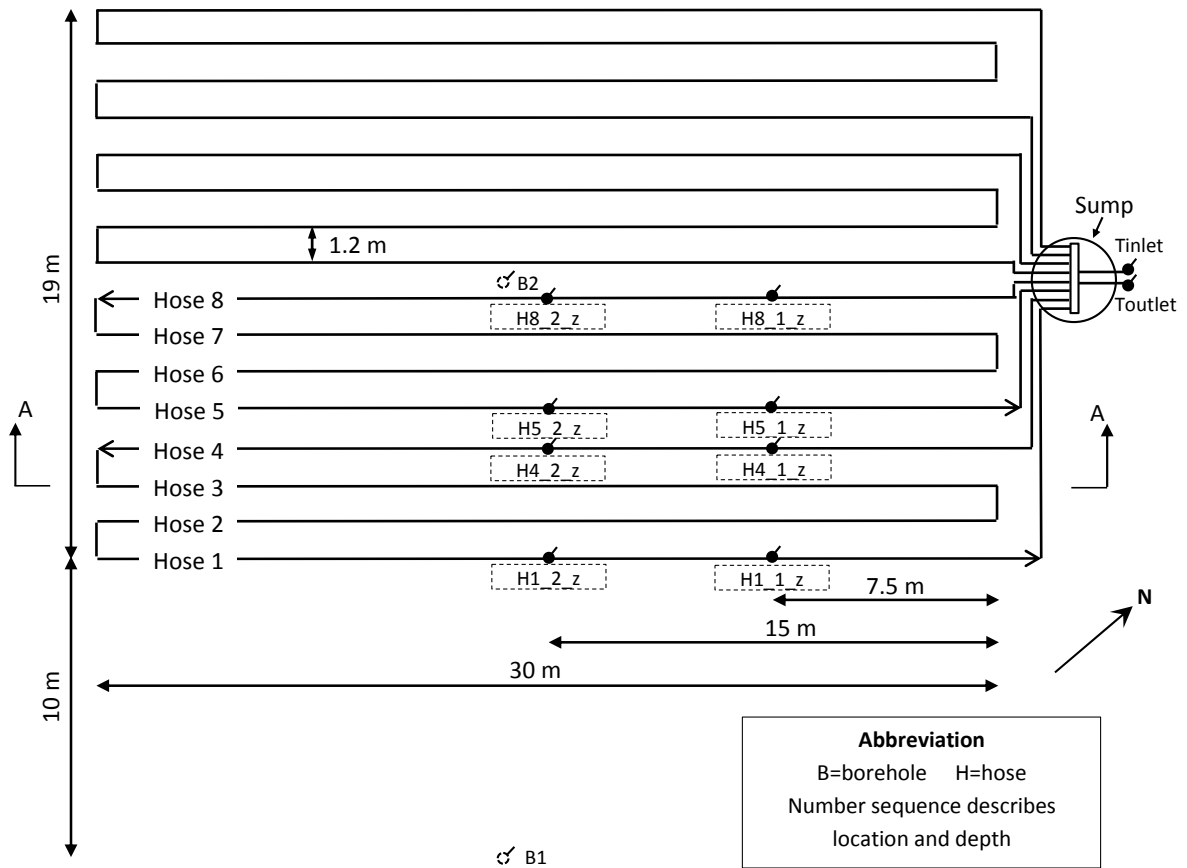 Sump
Tinlet
Toutlet
19 m
1.2 m
B2
Hose 8
H8_2_z
H8_1_z
Hose 7
Hose 6
Hose 5
H5_2_z
H5_1_z
A
A
Hose 4
H4_2_z
H4_1_z
Hose 3
Hose 2
Hose 1
H1_2_z
H1_1_z
7.5 m
N
15 m
30 m
10 m
Abbreviation
B=borehole H=hose
Number sequence describes
location and depth
B1